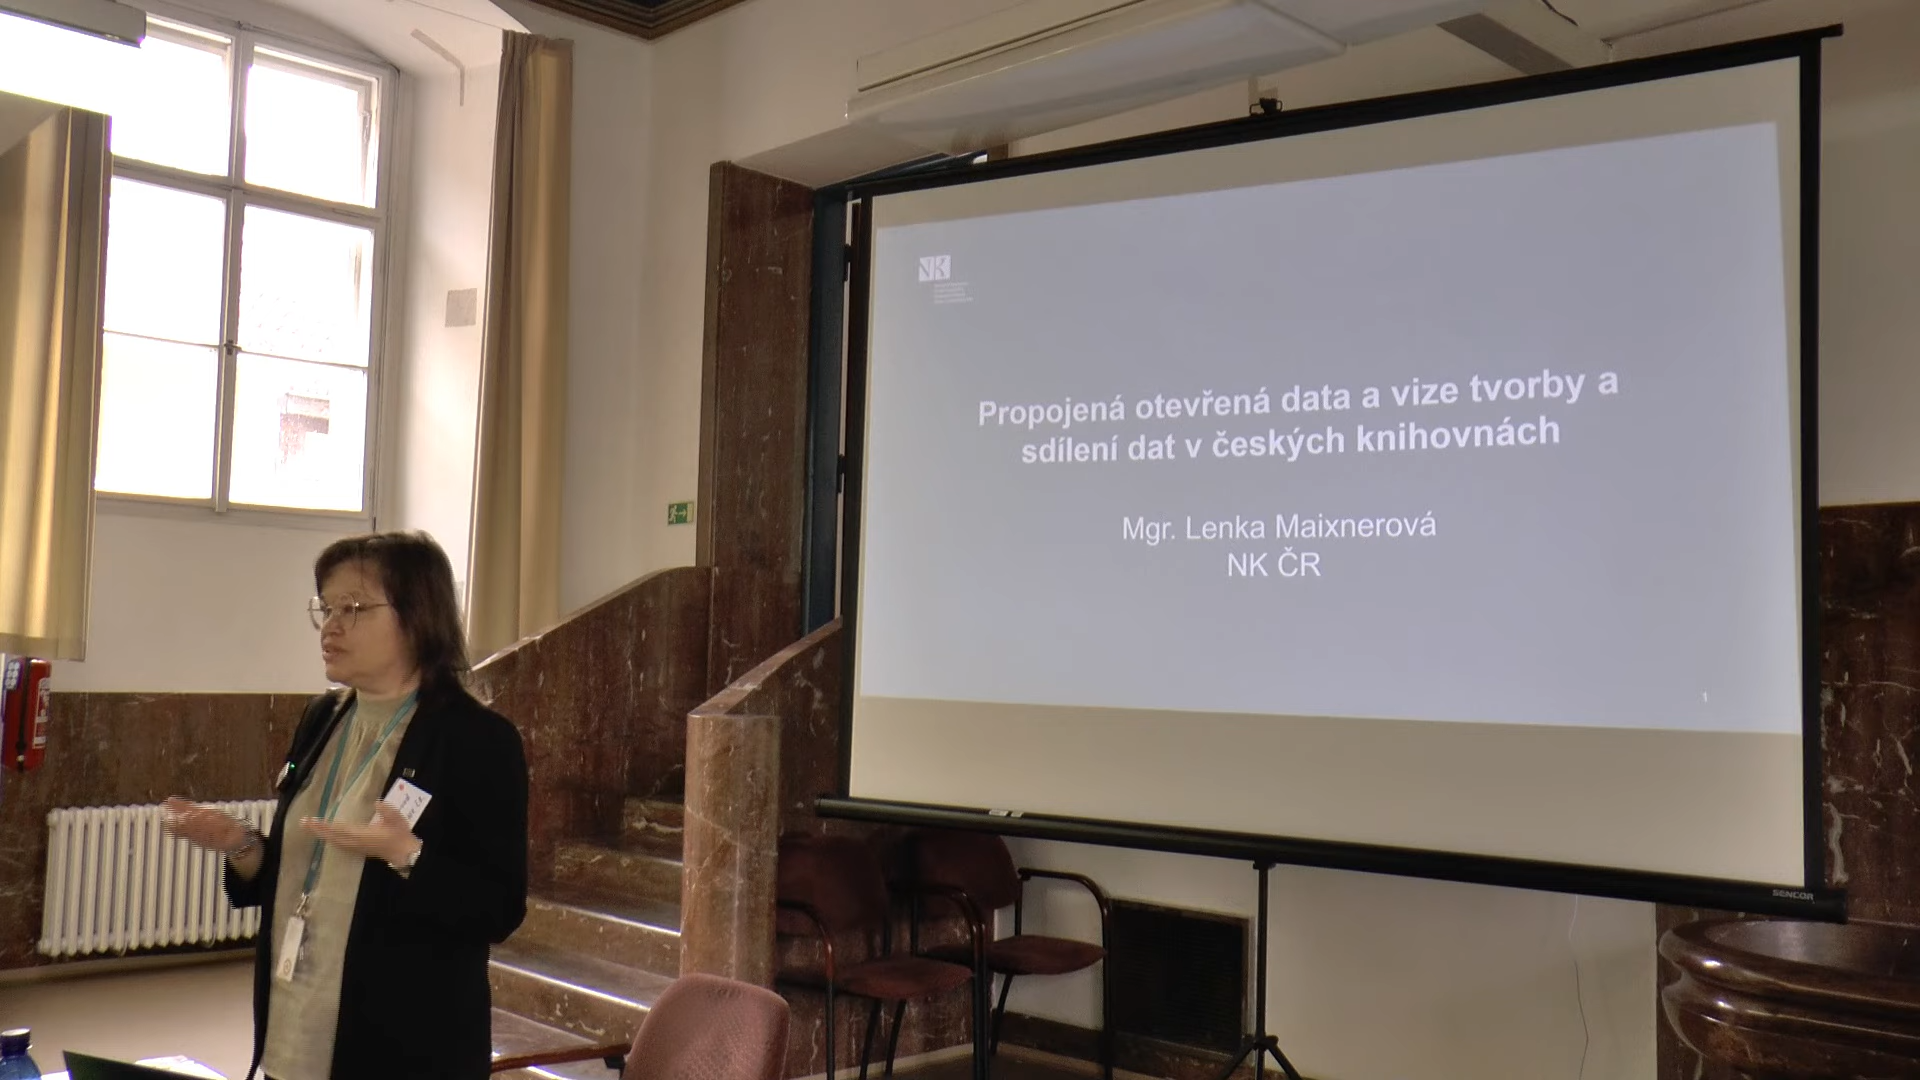 NK
Propojená otevřená data a vize tvorby a
sdílení dat v českých knihovnách
Mgr. Lenka Maixnerová
NK ČR
1
SENCOR